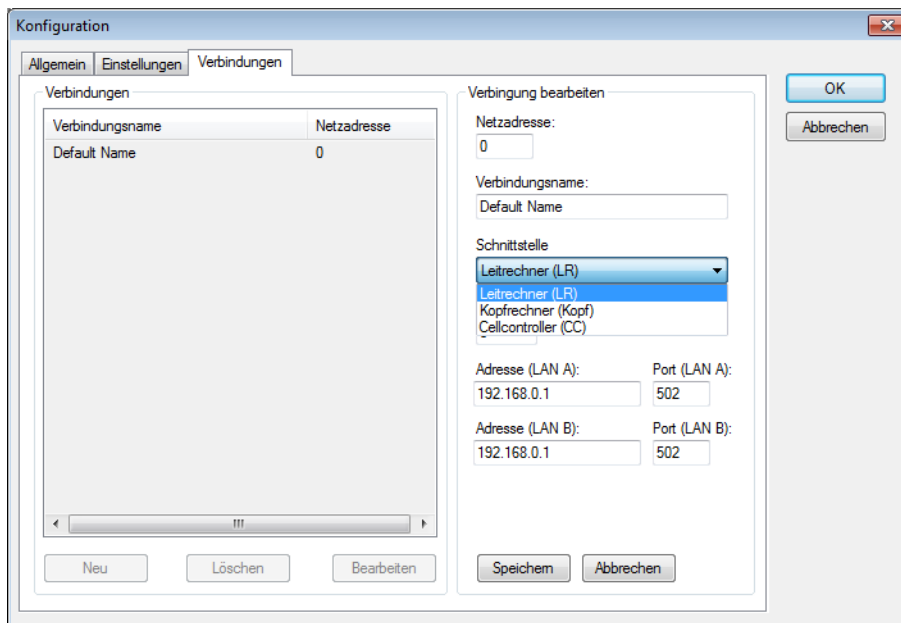 Konfiguration
Allgemein Einstellungen Verbindungen
Verbindungen
Verbindungsname Netzadresse
Default Name 0
Neu Löschen Bearbeiten
Verbingung bearbeiten
Netzadresse:
0
Verbindungsname:
Default Name
Schnittstelle
Leitrechner (LR)
Leitrechner (LR)
Kopfrechner (Kopf)
Cellcontroller (CC)
Adresse (LAN A): Port (LAN A):
192.168.0.1 502
Adresse (LAN B): Port (LAN B):
192.168.0.1 502
Speichern Abbrechen
OK
Abbrechen